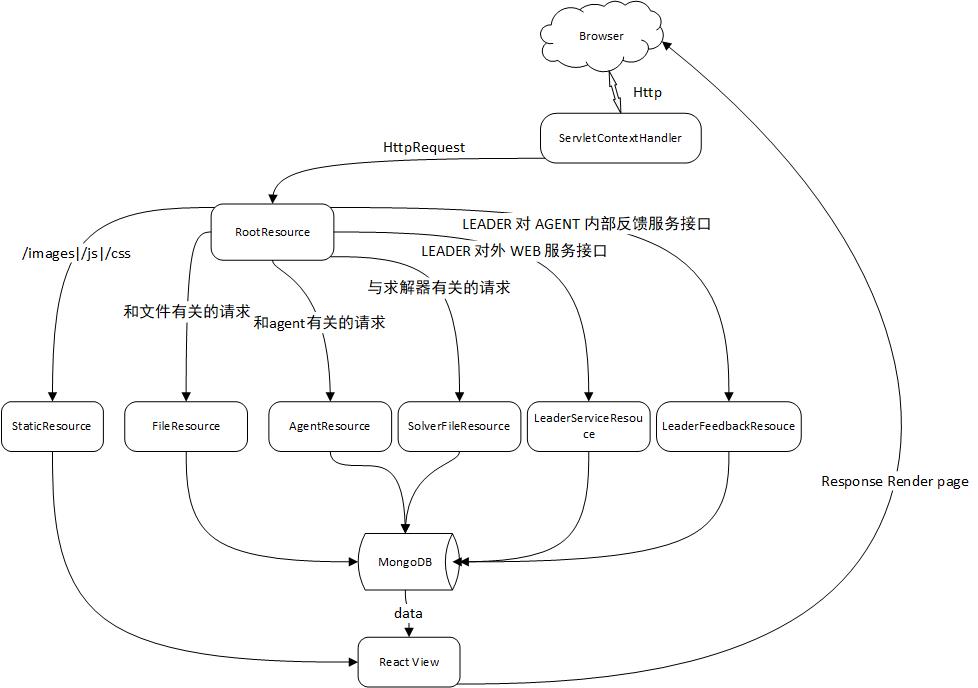 Browser
Http
ServletContextHandler
HttpRequest
RootResource
LEADER 对 AGENT 内部反馈服务接口
LEADER 对外 WEB 服务接口
/images|/js|/css
与求解器有关的请求
和文件有关的请求
和agent有关的请求
StaticResource
FileResource
AgentResource
SolverFileResource
LeaderServiceResou
ce
LeaderFeedbackResouce
Response Render page
MongoDB
data
React View